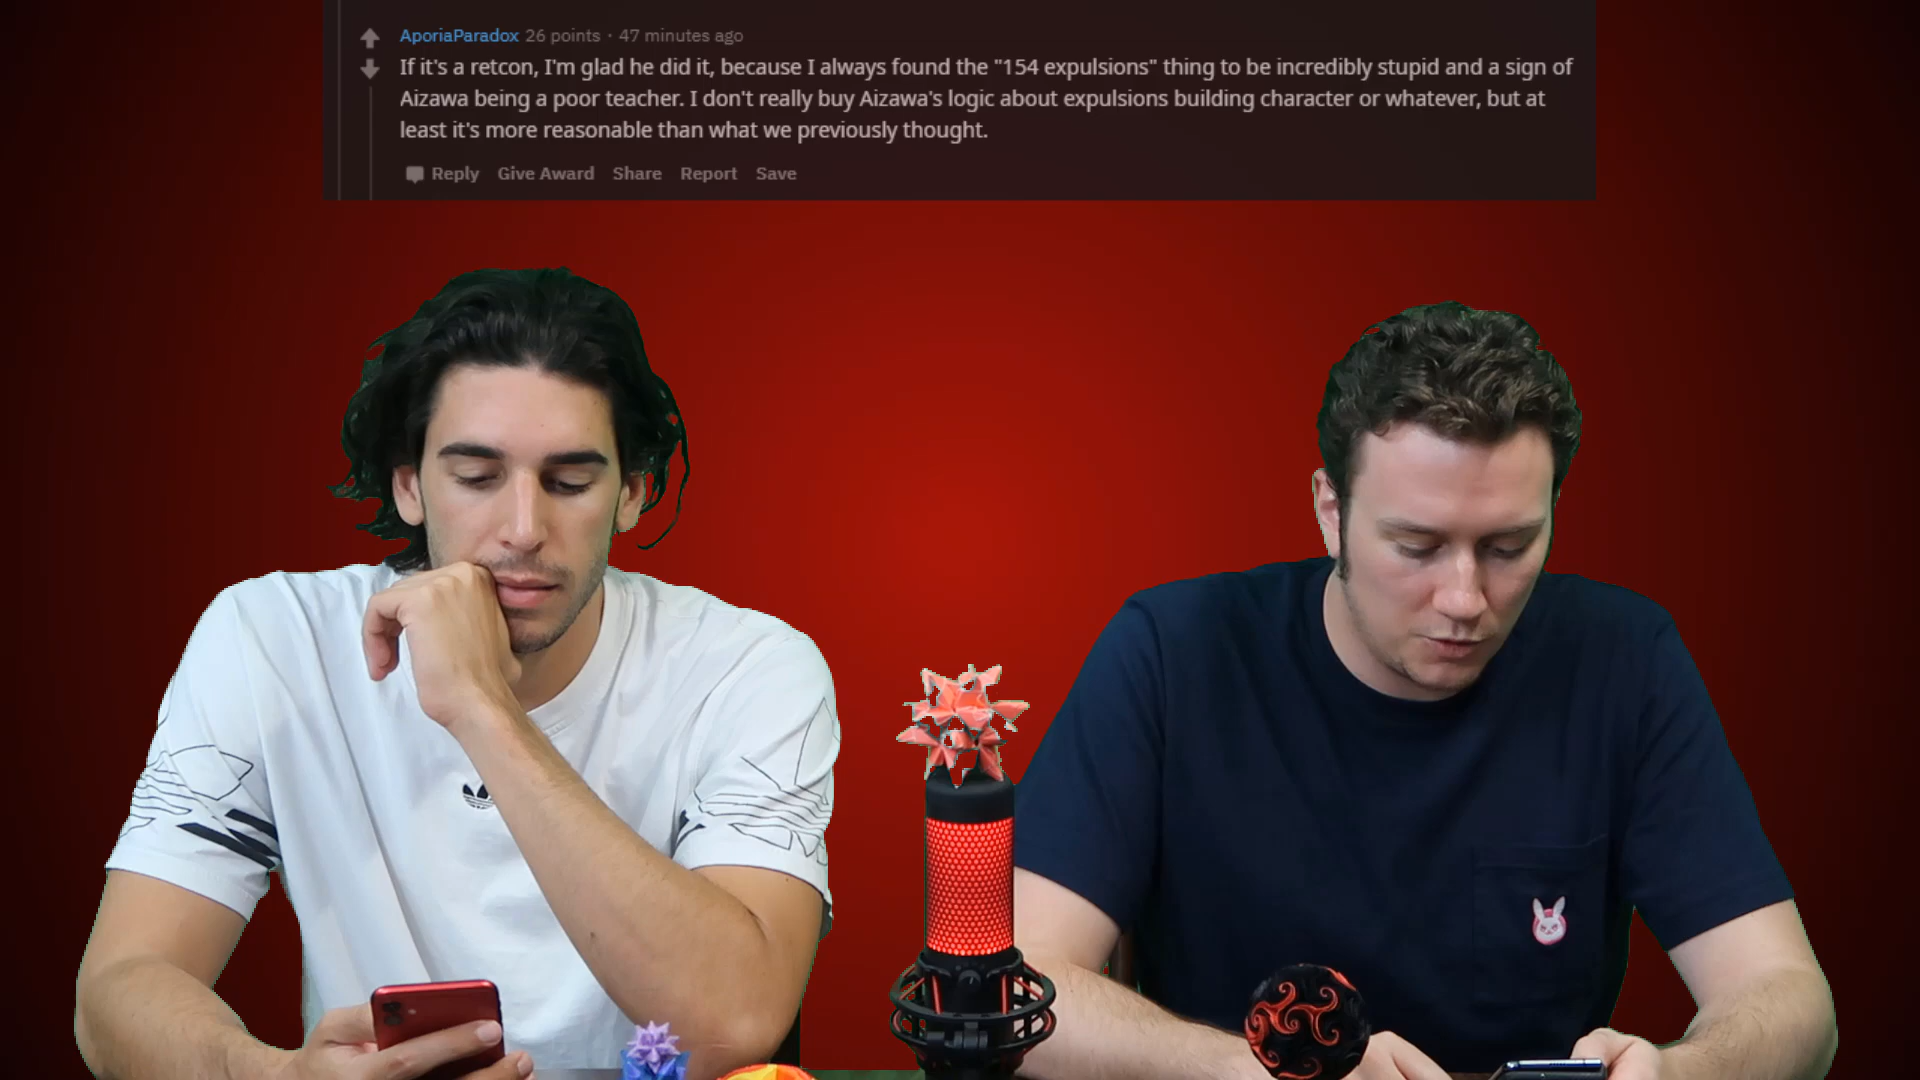 AporiaParadox 26 points · 47 minutes ago
If it's a retcon, I'm glad he did it, because I always found the "154 expulsions" thing to be incredibly stupid and a sign of
Aizawa being a poor teacher. I don't really buy Aizawa's logic about expulsions building character or whatever, but at
least it's more reasonable than what we previously thought.
Reply Give Award Share Report Save